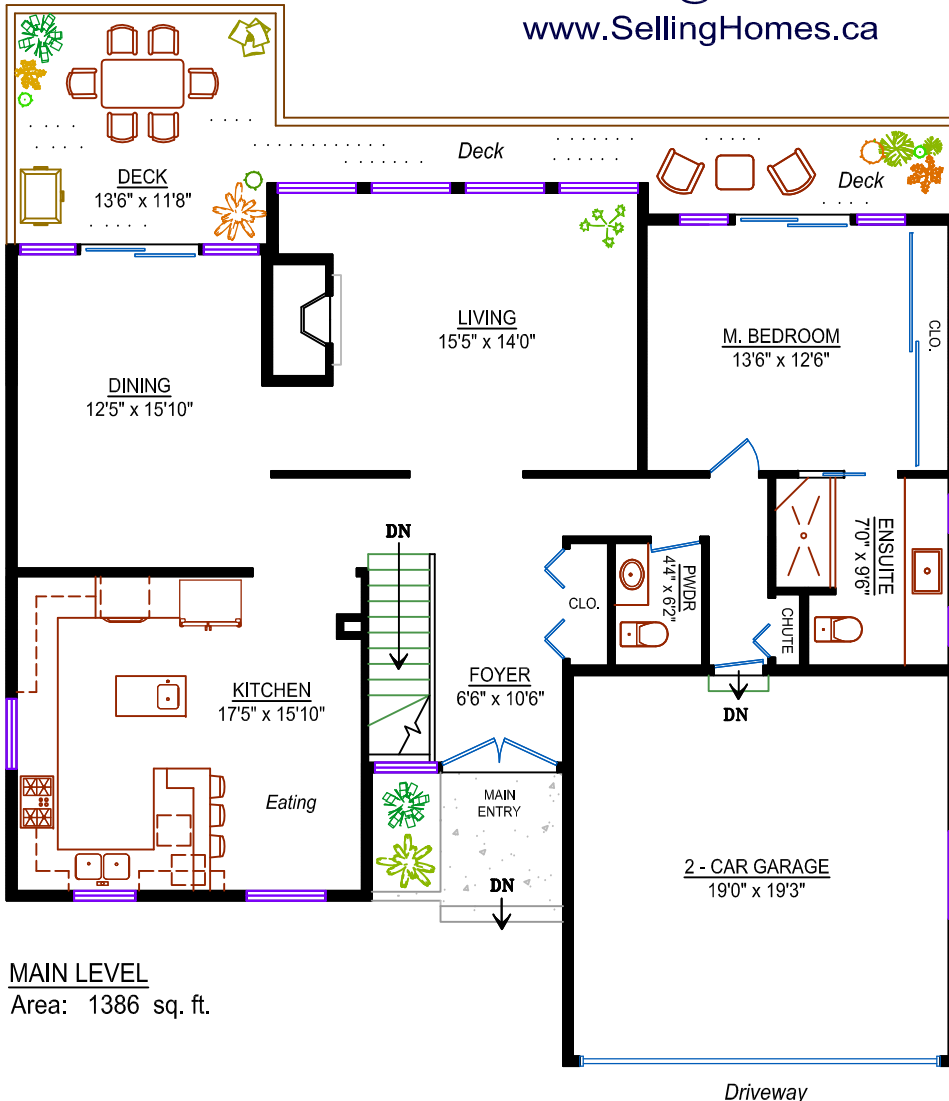 www.SellingHomes.ca
Deck
DECK
13'6" x 11'8"
Deck
LIVING
15'5" x 14'0"
M. BEDROOM
13'6" x 12'6"
CLO.
DINING
12'5" x 15'10"
DN
ENSUITE
7'0" x 9'6"
PWDR
4'4" x 6'2"
CLO.
CHUTE
KITCHEN
17'5" x 15'10"
FOYER
6'6" x 10'6"
DN
Eating
MAIN
ENTRY
2 - CAR GARAGE
19'0" x 19'3"
DN
MAIN LEVEL
Area: 1386 sq. ft.
Driveway